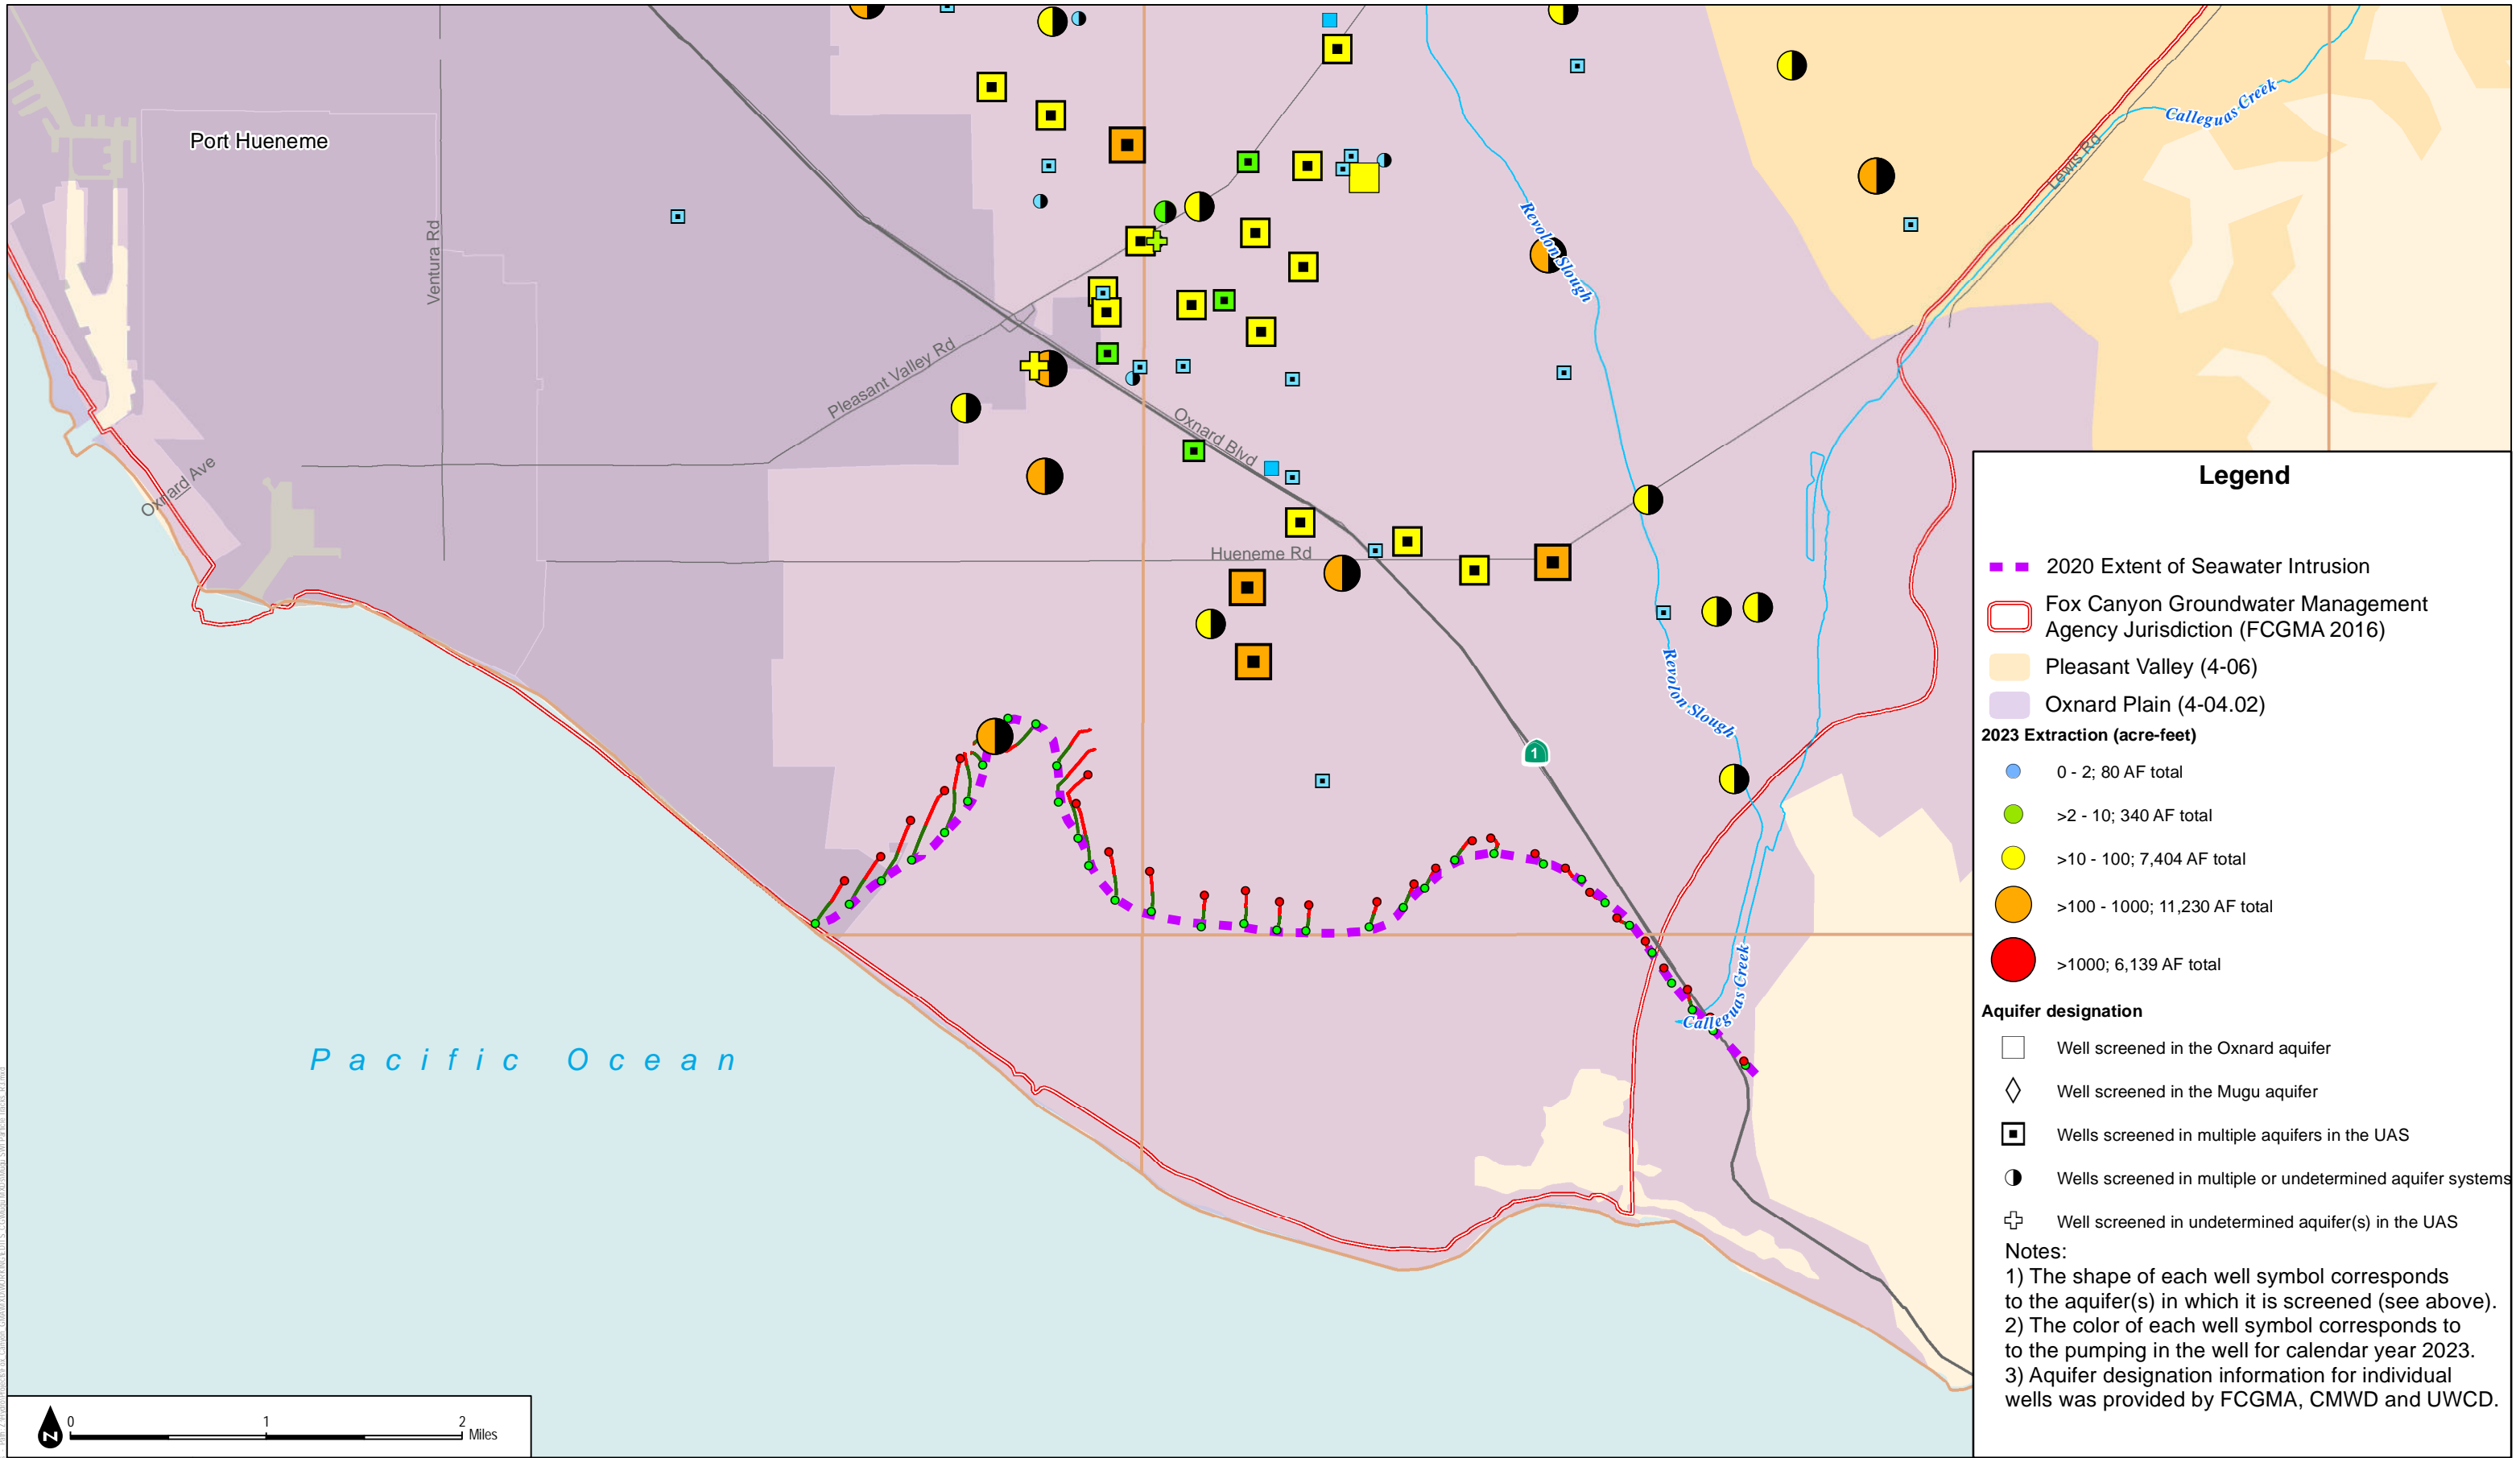 Port Hueneme
Ventura Rd
Oxnard Ave
Pleasant Valley Rd
Oxnard Blvd
Hueneme Rd
Lewis Rd
Calleguas Creek
Revolon Slough
Revolon Slough
1
Calleguas Creek
Pacific Ocean
0 1 2 Miles
N
Legend
2020 Extent of Seawater Intrusion
Fox Canyon Groundwater Management
Agency Jurisdiction (FCGMA 2016)
Pleasant Valley (4-06)
Oxnard Plain (4-04.02)
2023 Extraction (acre-feet)
0 - 2; 80 AF total
>2 - 10; 340 AF total
>10 - 100; 7,404 AF total
>100 - 1000; 11,230 AF total
>1000; 6,139 AF total
Aquifer designation
Well screened in the Oxnard aquifer
Well screened in the Mugu aquifer
Wells screened in multiple aquifers in the UAS
Wells screened in multiple or undetermined aquifer systems
Well screened in undetermined aquifer(s) in the UAS
Notes:
1) The shape of each well symbol corresponds
to the aquifer(s) in which it is screened (see above).
2) The color of each well symbol corresponds to
to the pumping in the well for calendar year 2023.
3) Aquifer designation information for individual
wells was provided by FCGMA, CMWD and UWCD.